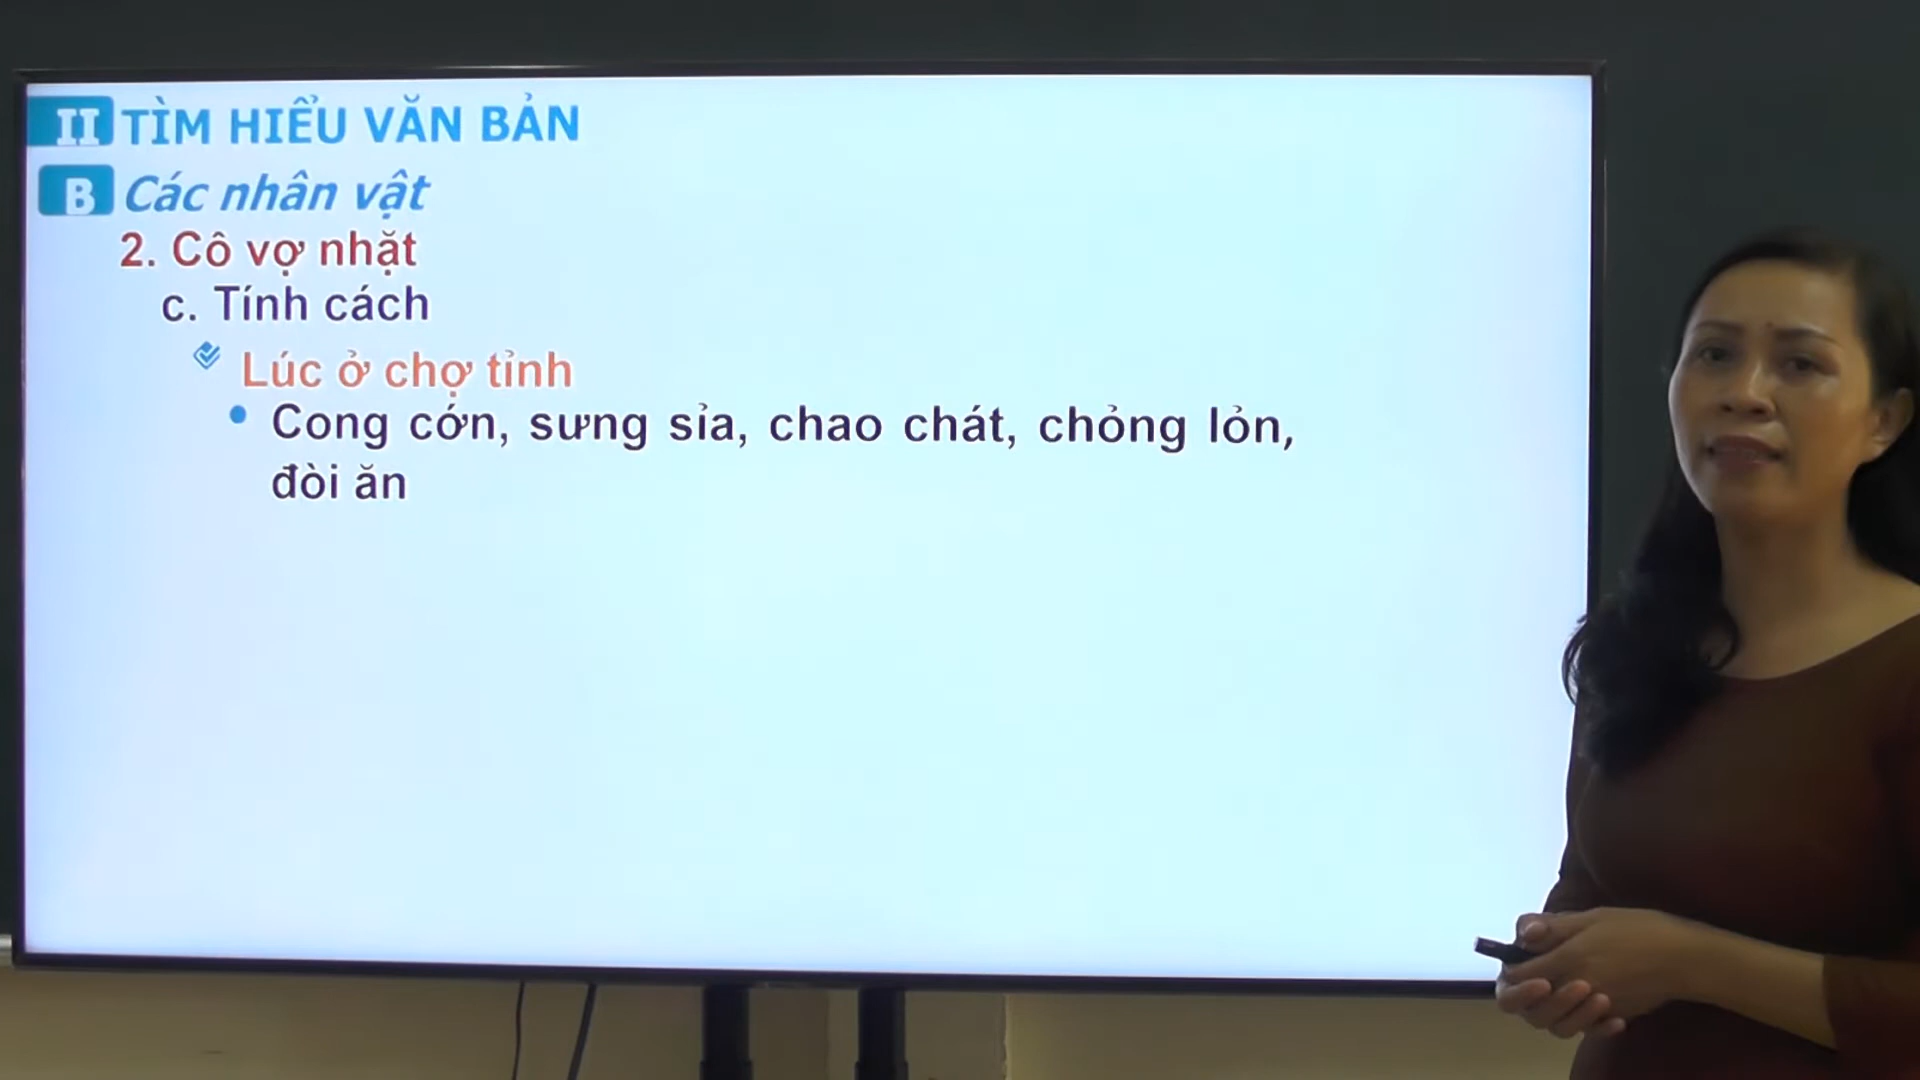 II TÌM HIỂU VĂN BẢN
B Các nhân vật
2. Cô vợ nhặt
c. Tính cách
Lúc ở chợ tỉnh
Cong cớn, sưng sỉa, chao chát, chỏng lỏn,
đòi ăn